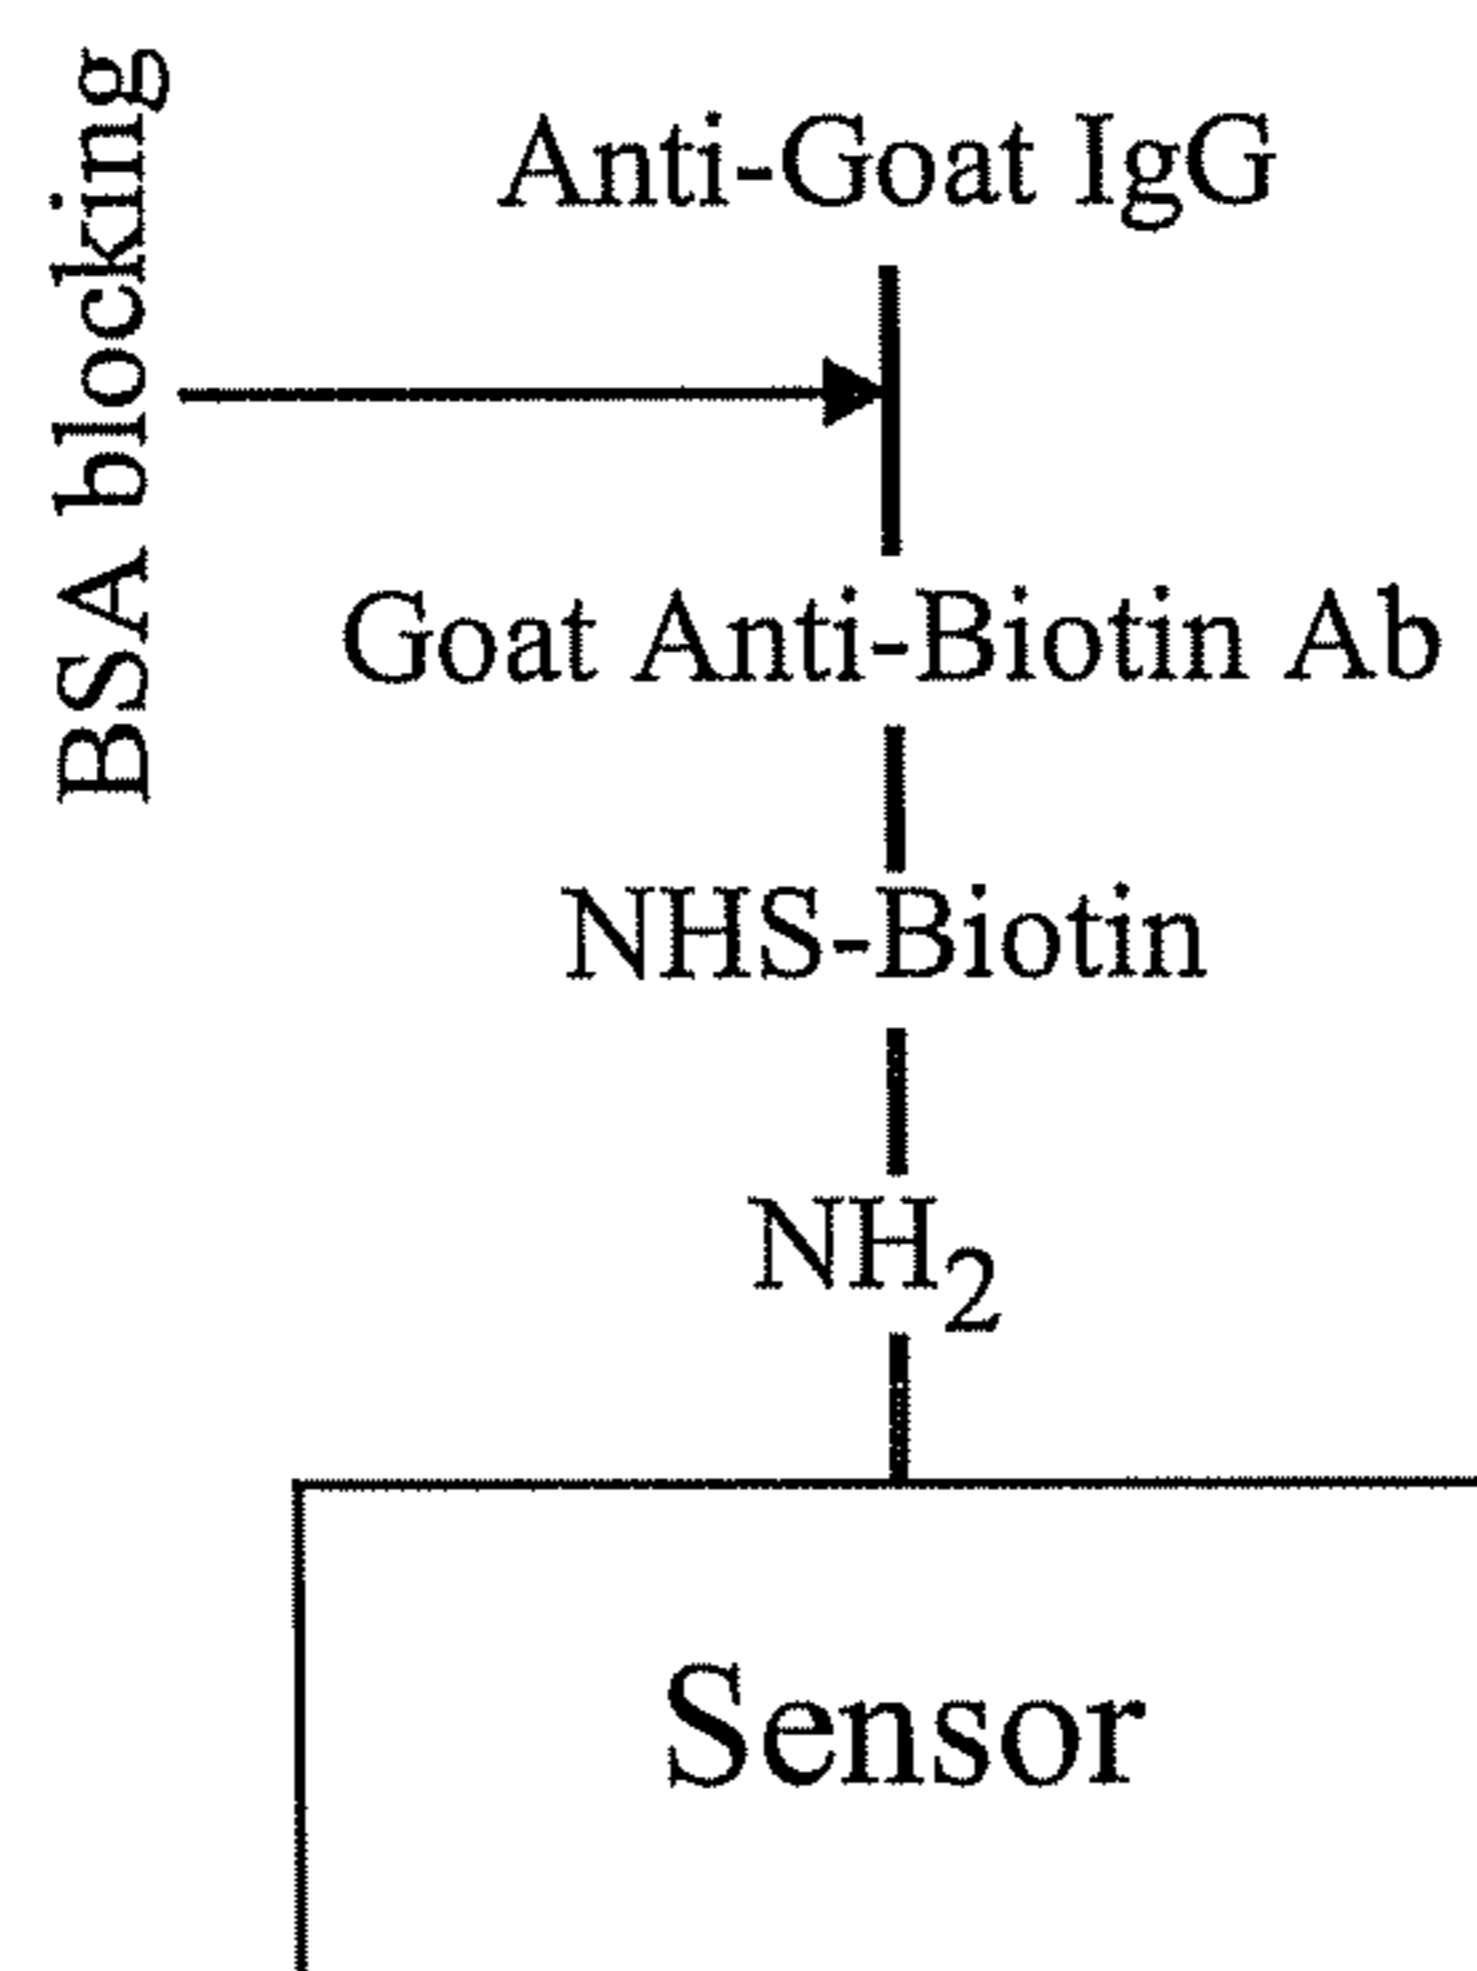 BSA blocking
Anti-Goat IgG
Goat Anti-Biotin Ab
NHS-Biotin
NH2
Sensor